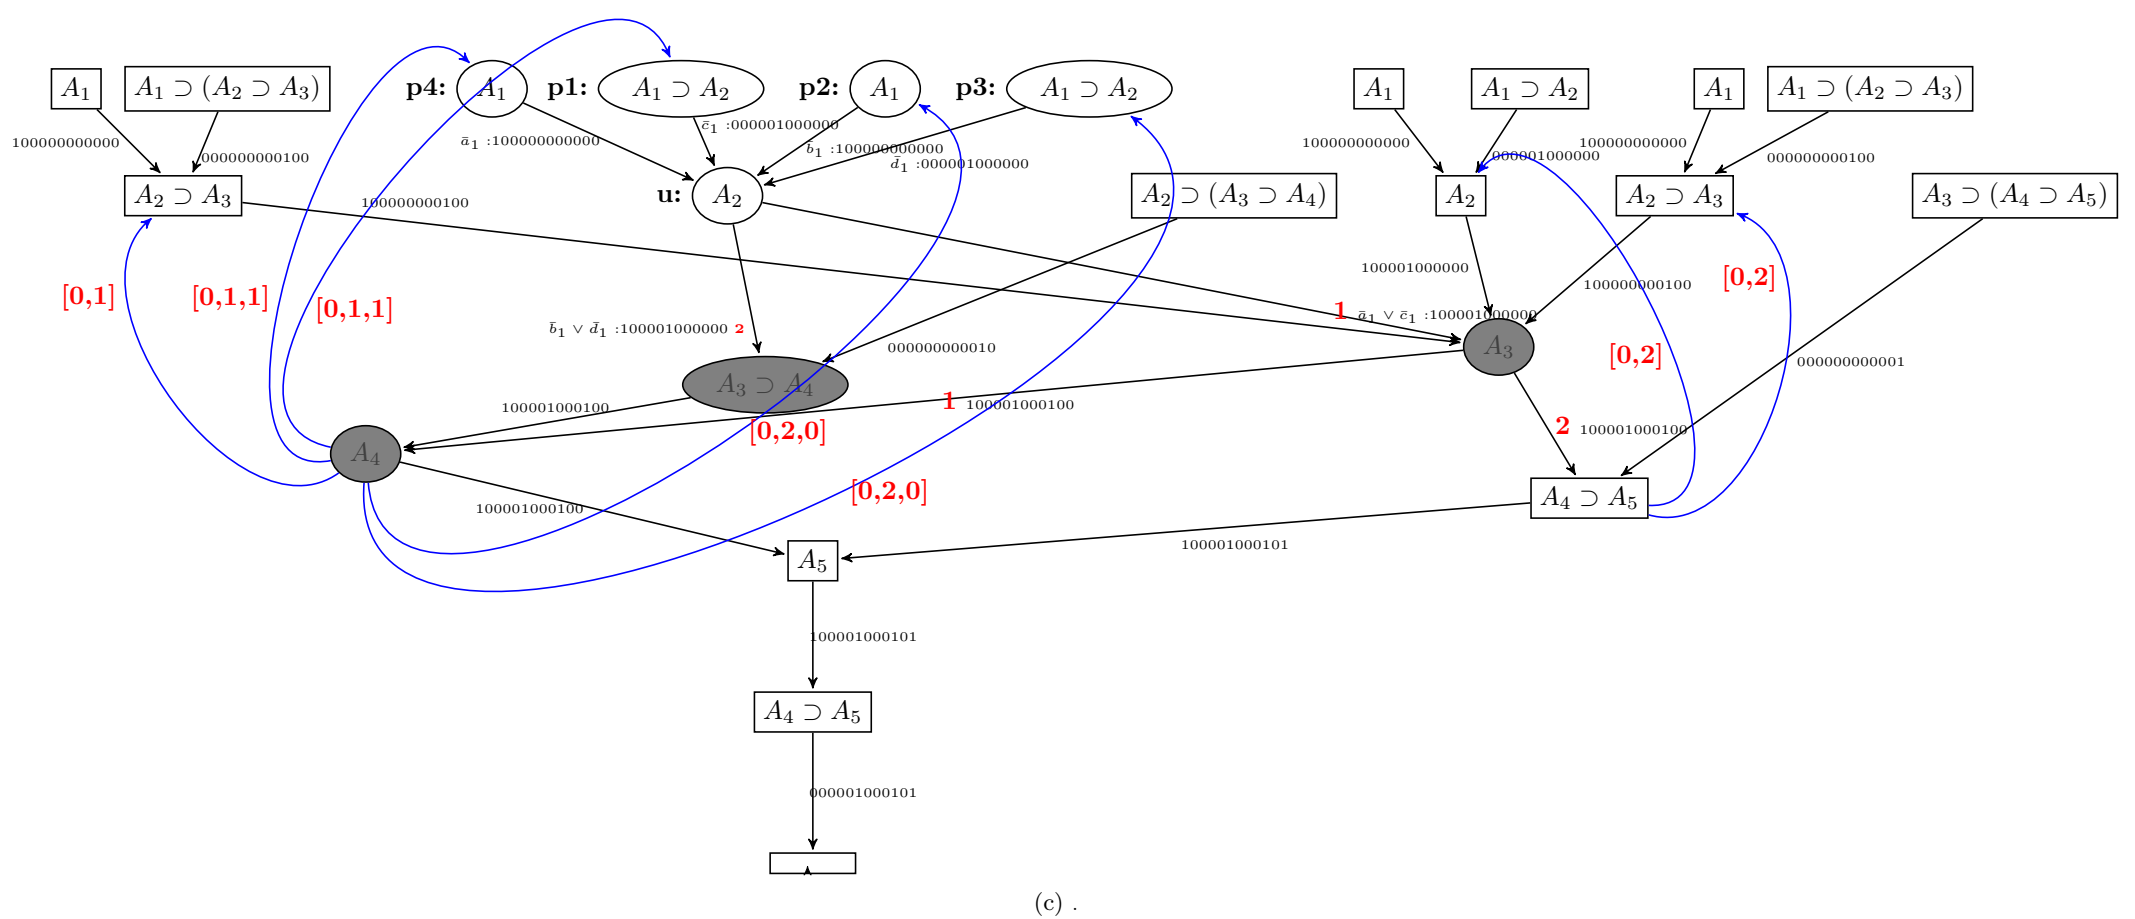 A₁
A₁ ⊃ (A₂ ⊃ A₃)
p4: A₁
p1: A₁ ⊃ A₂
p2: A₁
p3: A₁ ⊃ A₂
A₁
A₁ ⊃ A₂
A₁
A₁ ⊃ (A₂ ⊃ A₃)
100000000000
000000000100
ā₁ :100000000000
c̄₁ :000001000000
b̄₁ :100000000000
d̄₁ :000001000000
100000000000
000001000000
100000000000
000000000100
A₂ ⊃ A₃
100000000100
u: A₂
A₂ ⊃ (A₃ ⊃ A₄)
A₂
A₂ ⊃ A₃
A₃ ⊃ (A₄ ⊃ A₅)
100001000000
100000000100
[0,1]
[0,1,1]
[0,1,1]
[0,2]
b̄₁ ∨ d̄₁ :100001000000 2
1 ā₁ ∨ c̄₁ :100001000000
000000000010
A₃
[0,2]
000000000001
A₃ ⊃ A₄
100001000100
1 100001000100
[0,2,0]
2 100001000100
A₄
[0,2,0]
A₄ ⊃ A₅
100001000100
100001000101
A₅
100001000101
A₄ ⊃ A₅
000001000101
(c) .